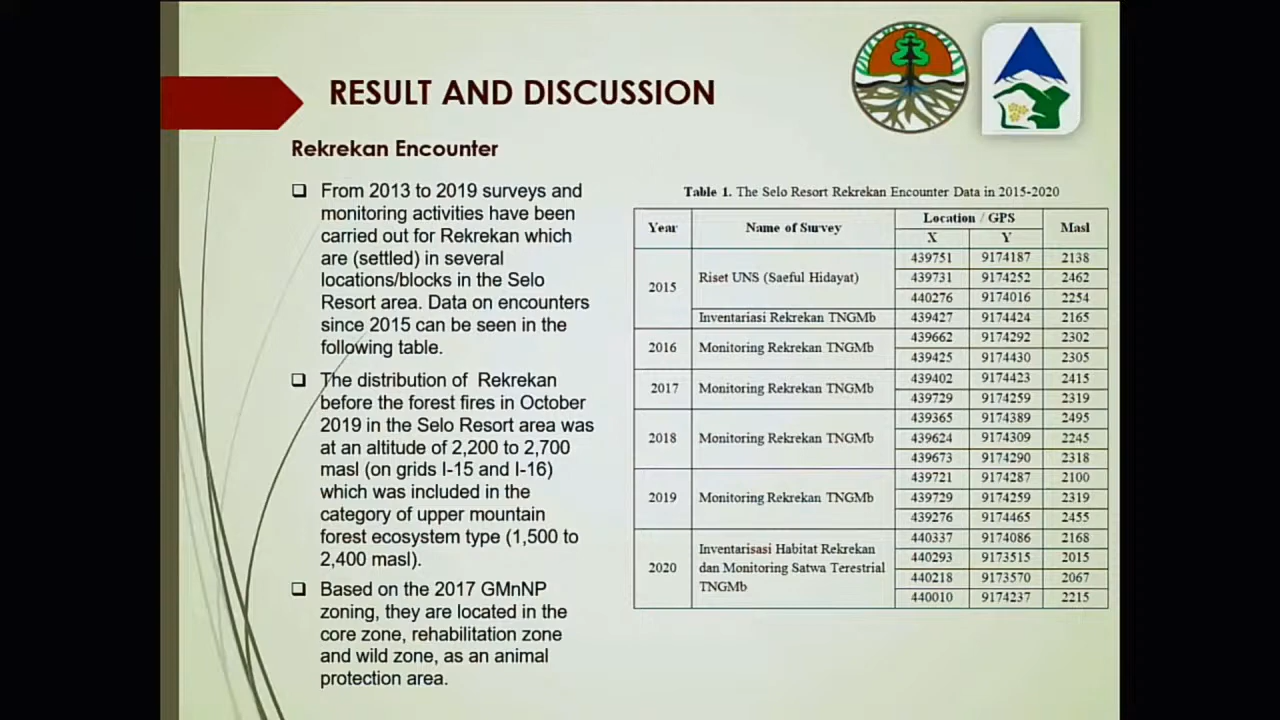 RESULT AND DISCUSSION
Rekrekan Encounter
❑ From 2013 to 2019 surveys and
monitoring activities have been
carried out for Rekrekan which
are (settled) in several
locations/blocks in the Selo
Resort area. Data on encounters
since 2015 can be seen in the
following table.
❑ The distribution of Rekrekan
before the forest fires in October
2019 in the Selo Resort area was
at an altitude of 2,200 to 2,700
masl (on grids I-15 and I-16)
which was included in the
category of upper mountain
forest ecosystem type (1,500 to
2,400 masl).
❑ Based on the 2017 GMnNP
zoning, they are located in the
core zone, rehabilitation zone
and wild zone, as an animal
protection area.
Table 1. The Selo Resort Rekrekan Encounter Data in 2015-2020
Year Name of Survey Location / GPS Masl
X Y
2015 Riset UNS (Saeful Hidayat) 439751 9174187 2138
439731 9174252 2462
440276 9174016 2254
Inventariasi Rekrekan TNGMb 439427 9174424 2165
2016 Monitoring Rekrekan TNGMb 439662 9174292 2302
439425 9174430 2305
2017 Monitoring Rekrekan TNGMb 439402 9174423 2415
439729 9174259 2319
2018 Monitoring Rekrekan TNGMb 439365 9174389 2495
439624 9174309 2245
439673 9174290 2318
2019 Monitoring Rekrekan TNGMb 439721 9174287 2100
439729 9174259 2319
439276 9174465 2455
2020 Inventarisasi Habitat Rekrekan
dan Monitoring Satwa Terestrial
TNGMb
440337 9174086 2168
440293 9173515 2015
440218 9173570 2067
440010 9174237 2215